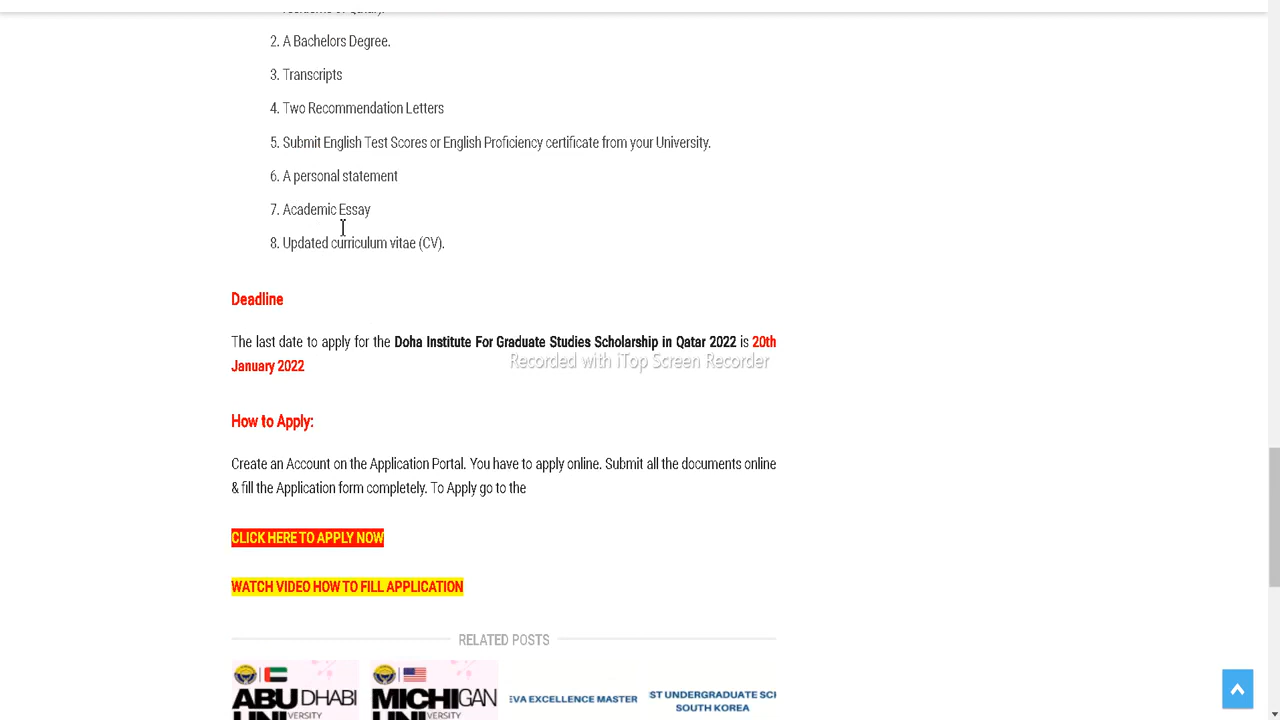 2. A Bachelors Degree.
3. Transcripts
4. Two Recommendation Letters
5. Submit English Test Scores or English Proficiency certificate from your University.
6. A personal statement
7. Academic Essay
8. Updated curriculum vitae (CV).
Deadline
The last date to apply for the Doha Institute For Graduate Studies Scholarship in Qatar 2022 is 20th
January 2022
Recorded with iTop Screen Recorder
How to Apply:
Create an Account on the Application Portal. You have to apply online. Submit all the documents online
& fill the Application form completely. To Apply go to the
CLICK HERE TO APPLY NOW
WATCH VIDEO HOW TO FILL APPLICATION
RELATED POSTS
ABU DHABI
VERSITY
MICHIGAN
VERSITY
EVA EXCELLENCE MASTER
ST UNDERGRADUATE SCH
SOUTH KOREA